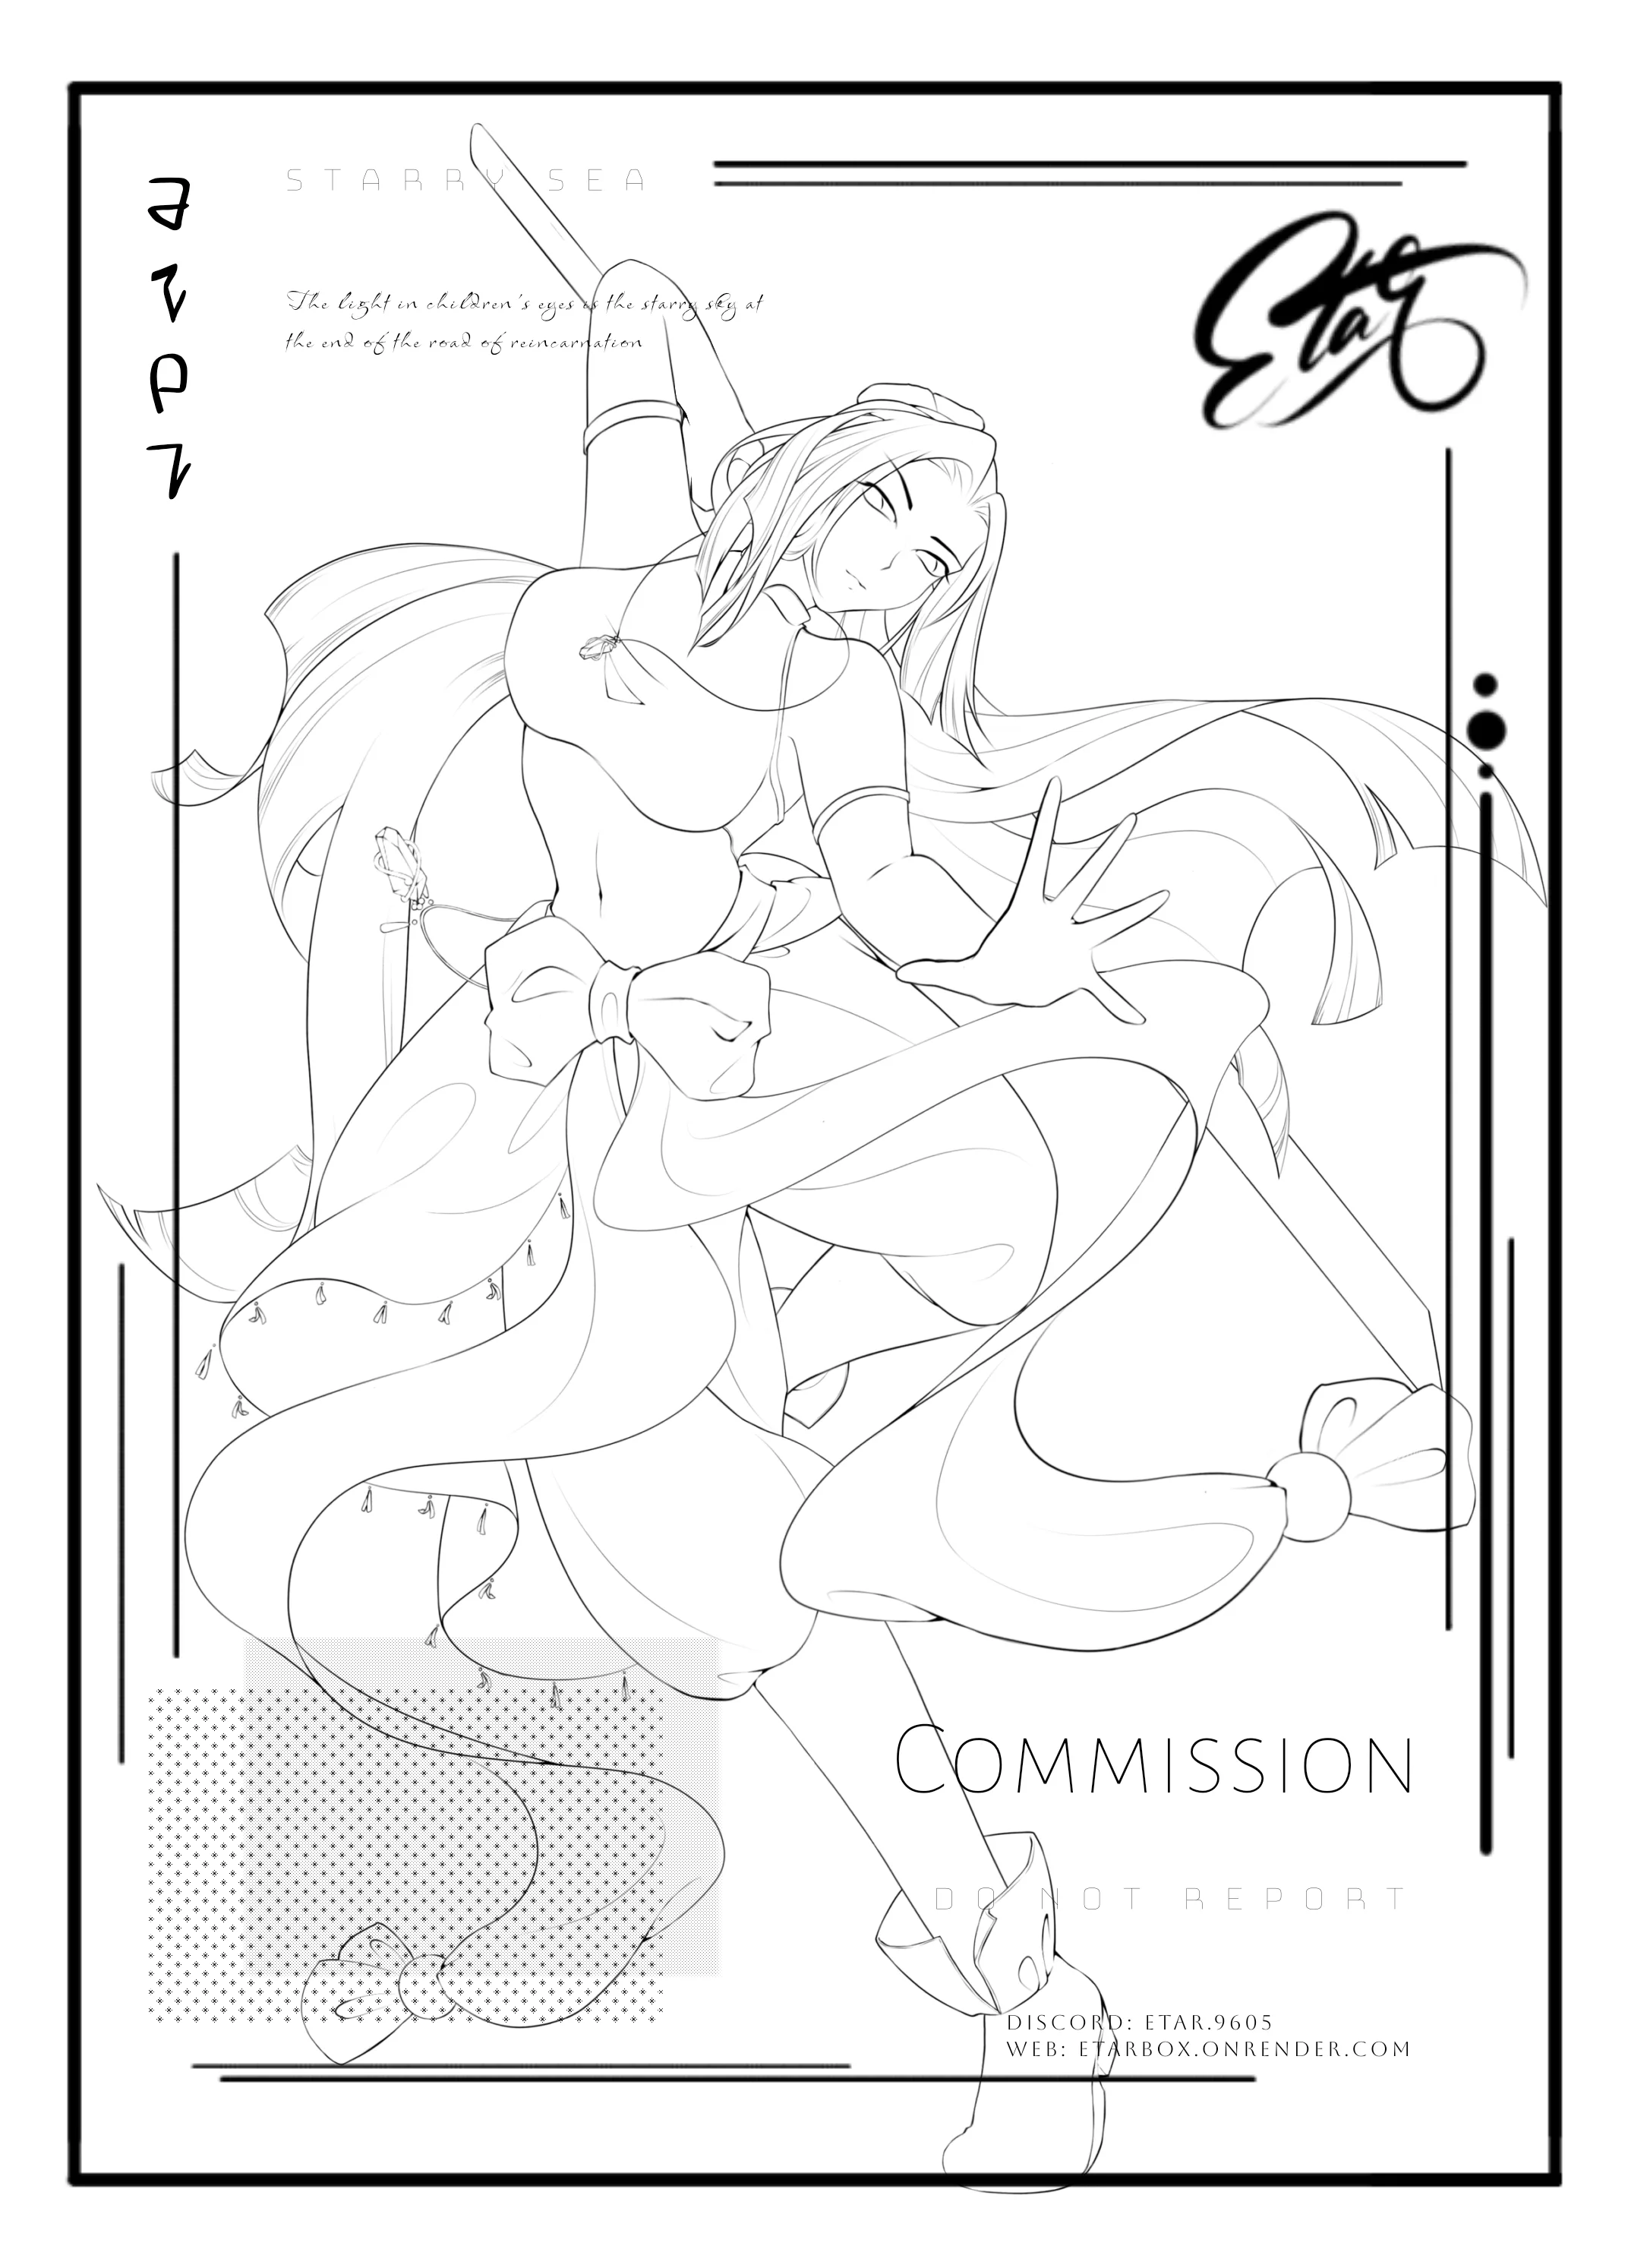 STARRY SEA
The light in children's eyes is the starry sky at
the end of the road of reincarnation
Etar
Commission
DO NOT REPORT
DISCORD: ETAR.9605
WEB: ETARBOX.ONRENDER.COM